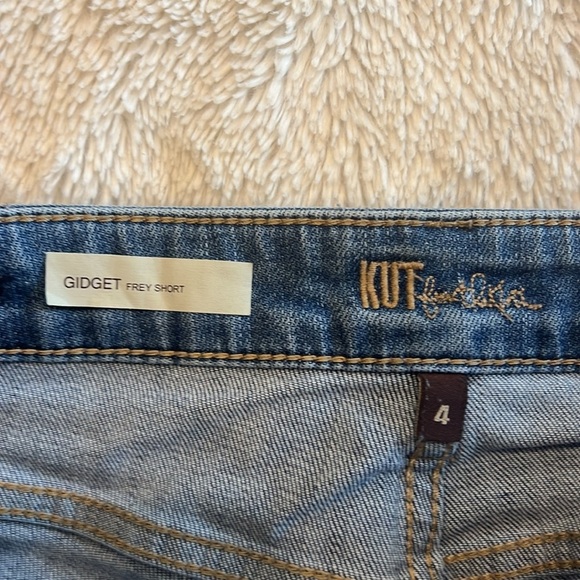 GIDGET FREY SHORT
KUT from the Kloth
4